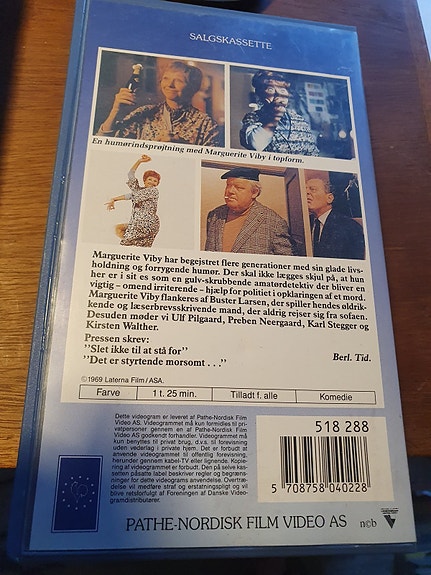 SALGSKASSETTE
En humørindsprøjtning med Marguerite Viby i topform.
Marguerite Viby har begejstret flere generationer med sin glade livs-
holdning og forrygende humør. Der skal ikke lægges skjul på, at hun
her er i sit es som en gulv-skrubbende amatørdetektiv der bliver en
vigtig – omend irriterende – hjælp for politiet i opklaringen af et mord.
Marguerite Viby flankeres af Buster Larsen, der spiller hendes aldrik-
kende og læserbrevsskrivende mand, der aldrig rejser sig fra sofaen.
Desuden møder vi Ulf Pilgaard, Preben Neergaard, Karl Stegger og
Kirsten Walther.
Pressen skrev:
"Slet ikke til at stå for" Berl. Tid.
"Det er styrtende morsomt . . ."
©1969 Laterna Film/ASA.
Farve 1 t. 25 min. Tilladt f. alle Komedie
Dette videogram er leveret af Pathe-Nordisk Film
Video AS. Videogrammet må kun formidles til pri-
vatpersoner gennem en af Pathe-Nordisk Film
Video AS godkendt forhandler. Videogrammet må
kun benyttes til privat brug, d.v.s. til forevisning
uden vederlag i private hjem. Det er forbudt at
anvende videogrammet til offentlig forevisning,
herunder gennem kabel-TV eller lignende. Kopie-
ring af videogrammet er forbudt. Den på selve kas-
setten påsatte label beskriver regler og begræns-
ninger for dette videograms anvendelse. Overtræ-
delse vil medføre straf og erstatningspligt og vil
blive retsforfulgt af Foreningen af Danske Video-
gramdistributører.
518 288
5 708758 040228
PATHE-NORDISK FILM VIDEO AS ncb